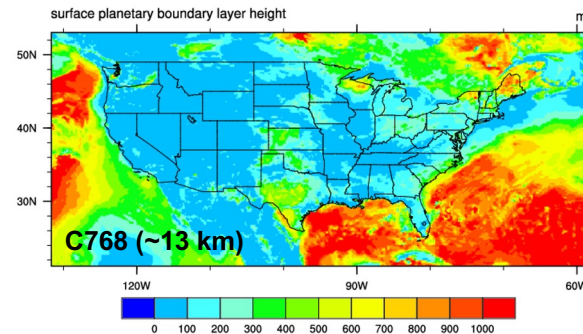 surface planetary boundary layer height m
50N
40N
30N
C768 (~13 km)
120W 90W 60W
0 100 200 300 400 500 600 700 800 900 1000